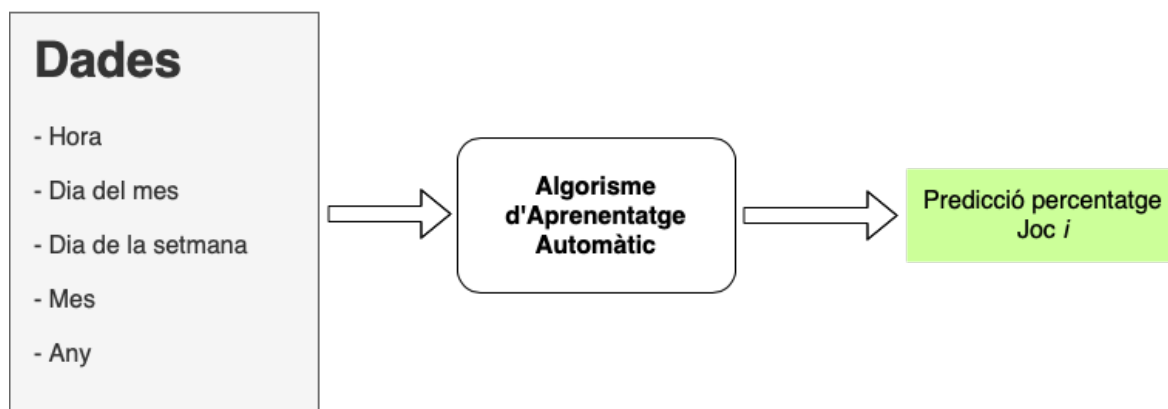 Dades
- Hora
- Dia del mes
- Dia de la setmana
- Mes
- Any
Algorisme
d'Aprenentatge
Automàtic
Predicció percentatge
Joc i